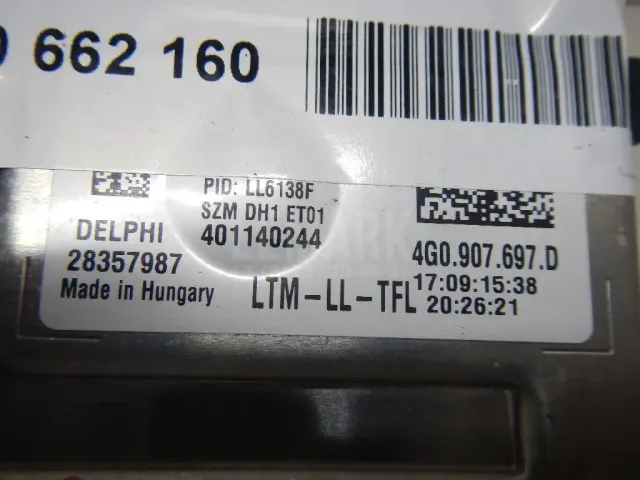 662 160
PID: LL6138F
SZM DH1 ET01
DELPHI 401140244
4G0.907.697.D
28357987
17:09:15:38
Made in Hungary LTM-LL-TFL
20:26:21